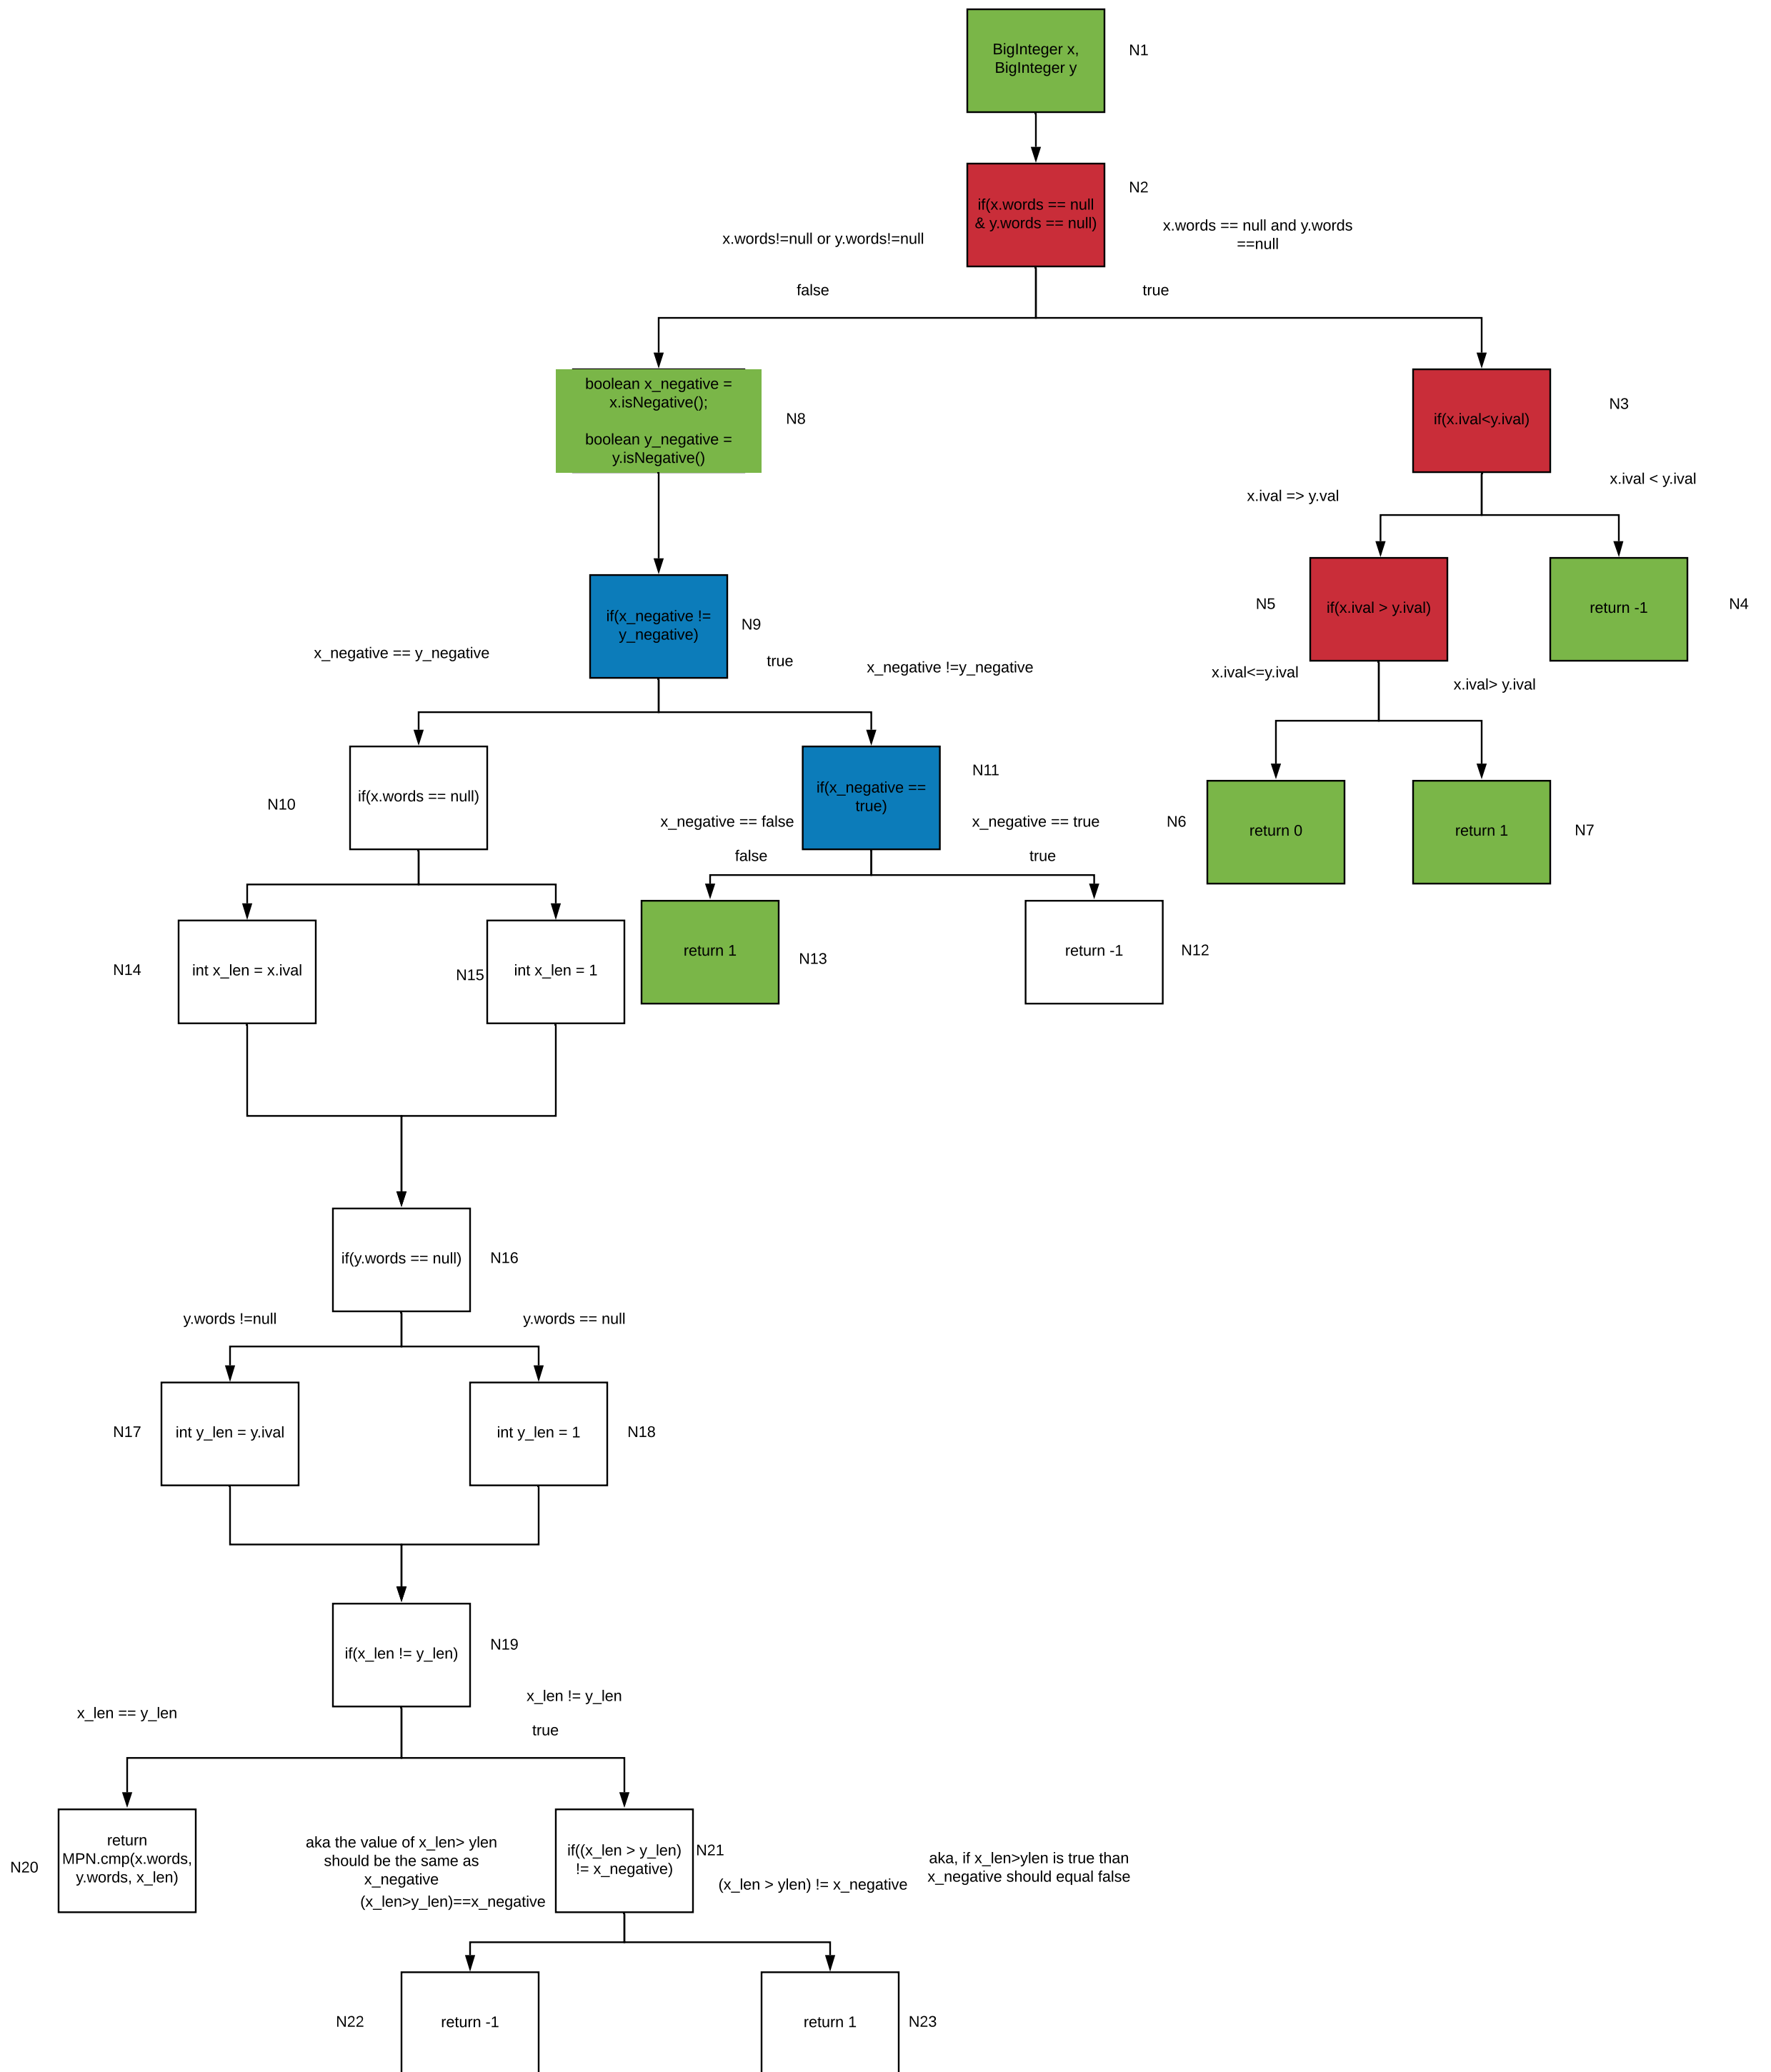 BigInteger x,
BigInteger y
N1
if(x.words == null
& y.words == null)
N2
x.words!=null or y.words!=null
x.words == null and y.words
==null
false
true
boolean x_negative =
x.isNegative();
boolean y_negative =
y.isNegative()
N8
if(x.ival<y.ival)
N3
x.ival => y.val
x.ival < y.ival
if(x_negative !=
y_negative)
N9
N5
if(x.ival > y.ival)
return -1
N4
x_negative == y_negative
true
x_negative !=y_negative
x.ival<=y.ival
x.ival> y.ival
N10
if(x.words == null)
if(x_negative ==
true)
N11
x_negative == false
x_negative == true
false
true
N6
return 0
return 1
N7
N14
int x_len = x.ival
N15
int x_len = 1
return 1
N13
return -1
N12
if(y.words == null)
N16
y.words !=null
y.words == null
N17
int y_len = y.ival
int y_len = 1
N18
if(x_len != y_len)
N19
x_len == y_len
x_len != y_len
true
N20
return
MPN.cmp(x.words,
y.words, x_len)
aka the value of x_len> ylen
should be the same as
x_negative
(x_len>y_len)==x_negative
if((x_len > y_len)
!= x_negative)
N21
(x_len > ylen) != x_negative
aka, if x_len>ylen is true than
x_negative should equal false
N22
return -1
return 1
N23